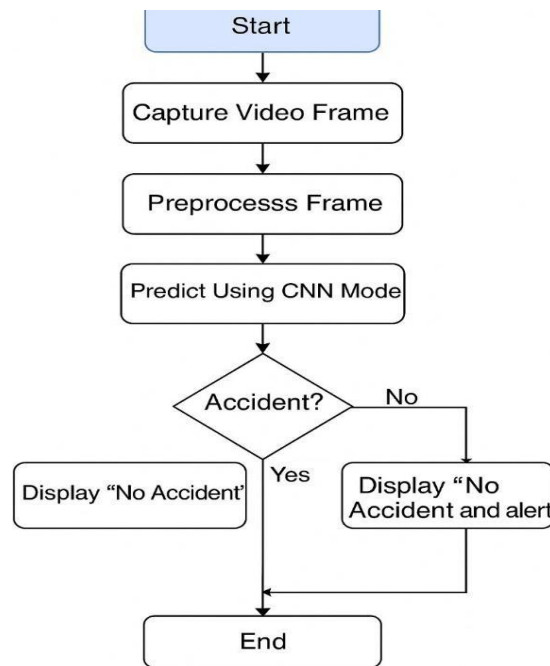 Start
Capture Video Frame
Preprocesss Frame
Predict Using CNN Mode
Accident?
No
Yes
Display “No Accident’
Display “No
Accident and alert
End